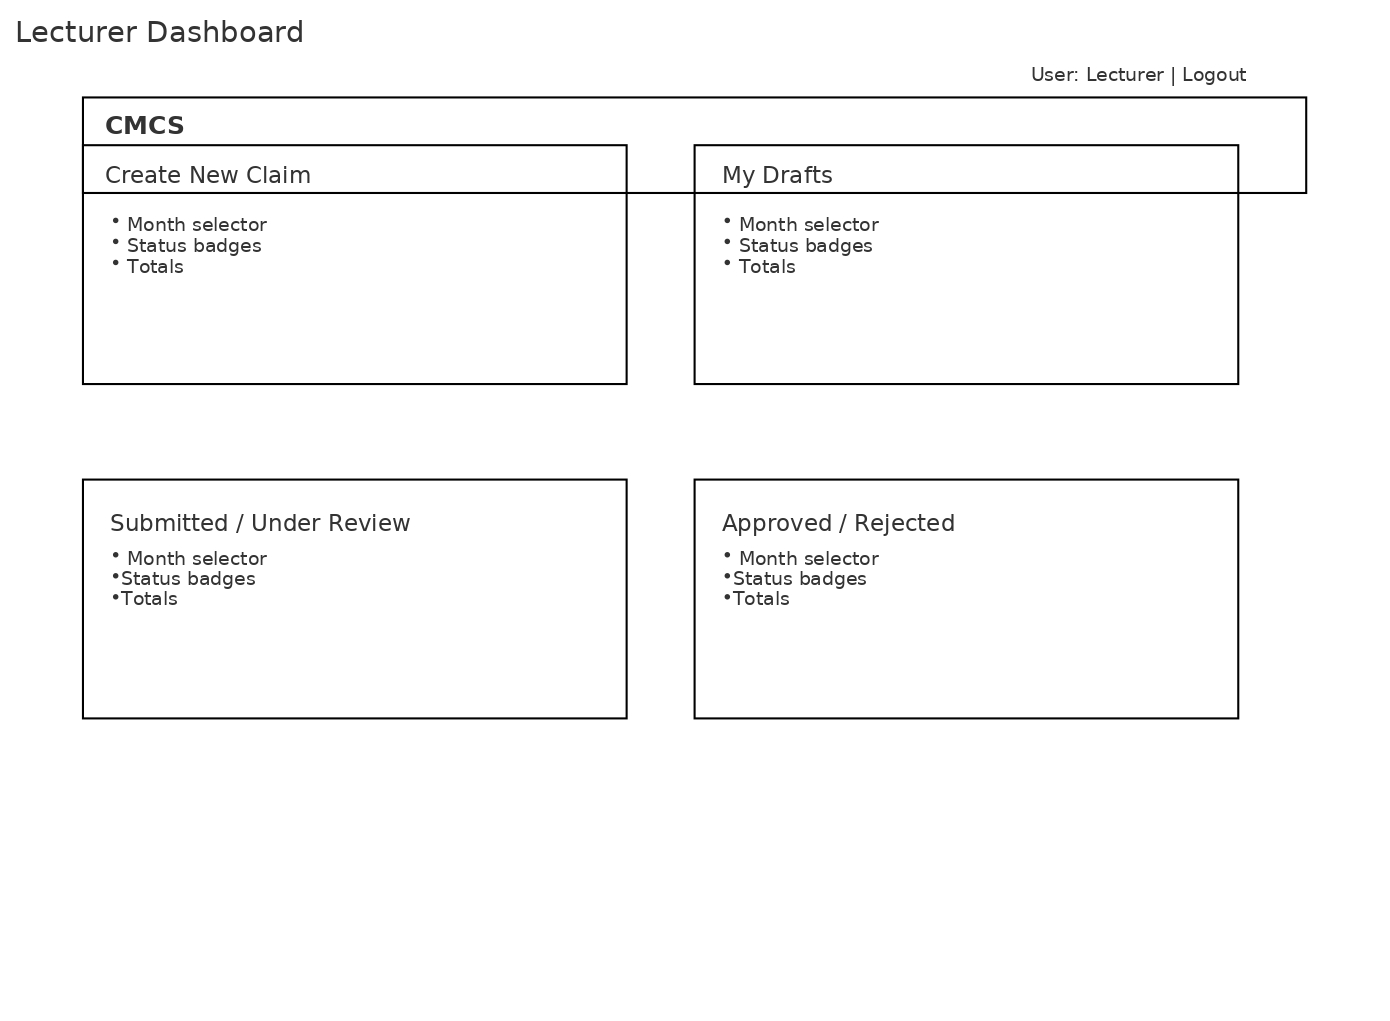 Lecturer Dashboard
User: Lecturer | Logout
CMCS
Create New Claim
• Month selector
• Status badges
• Totals
My Drafts
• Month selector
• Status badges
• Totals
Submitted / Under Review
• Month selector
•Status badges
•Totals
Approved / Rejected
• Month selector
•Status badges
•Totals